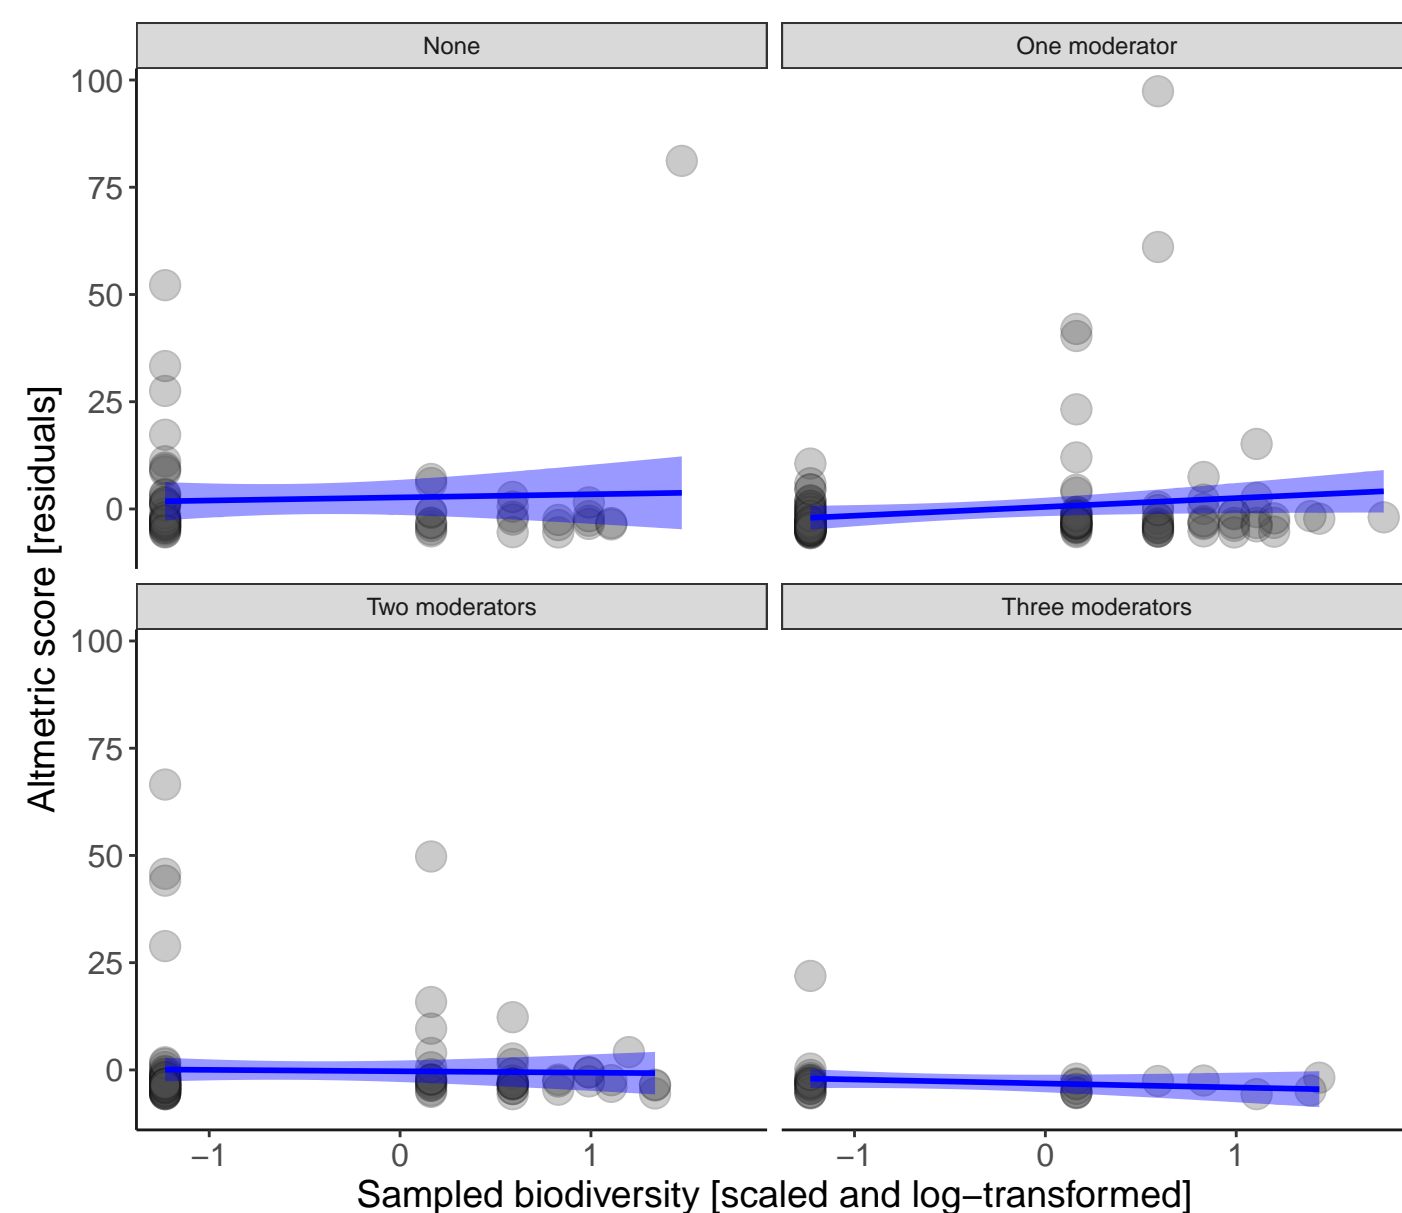 None
One moderator
100
75
50
25
0
Two moderators
Three moderators
100
75
50
25
0
Altmetric score [residuals]
−1
0
1
−1
0
1
Sampled biodiversity [scaled and log−transformed]